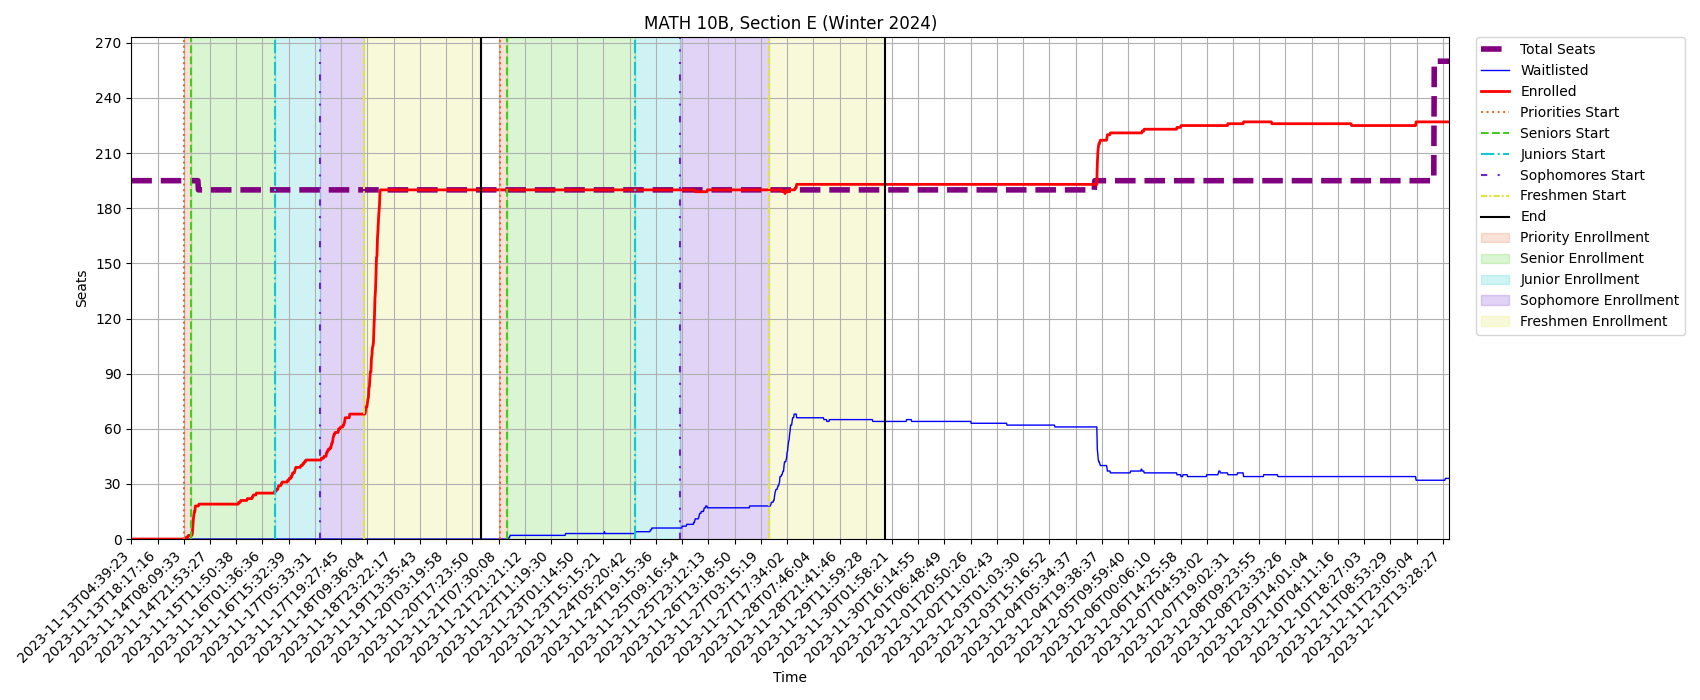 MATH 10B, Section E (Winter 2024)
270
240
210
180
150
120
90
60
30
0
Seats
2023-11-13T04:39:23
2023-11-13T18:17:16
2023-11-14T08:09:33
2023-11-14T21:53:27
2023-11-15T11:50:38
2023-11-16T01:36:36
2023-11-16T15:32:39
2023-11-17T05:33:31
2023-11-17T19:27:45
2023-11-18T09:36:04
2023-11-18T23:22:17
2023-11-19T13:35:43
2023-11-20T03:19:58
2023-11-20T17:23:50
2023-11-21T07:30:09
2023-11-21T21:21:12
2023-11-22T11:19:30
2023-11-23T01:14:50
2023-11-23T15:15:21
2023-11-24T05:20:42
2023-11-24T19:15:36
2023-11-25T09:16:54
2023-11-25T23:12:13
2023-11-26T13:18:50
2023-11-27T03:15:19
2023-11-27T17:34:02
2023-11-28T07:46:04
2023-11-28T21:41:46
2023-11-29T11:59:28
2023-11-30T01:58:21
2023-11-30T16:14:55
2023-12-01T06:48:49
2023-12-01T20:50:26
2023-12-02T11:02:43
2023-12-03T01:03:30
2023-12-03T15:16:52
2023-12-04T05:34:37
2023-12-04T19:38:37
2023-12-05T09:59:40
2023-12-06T00:06:10
2023-12-06T14:25:58
2023-12-07T04:53:02
2023-12-07T19:02:31
2023-12-08T09:23:55
2023-12-08T23:33:26
2023-12-09T14:01:04
2023-12-10T04:11:16
2023-12-10T18:27:03
2023-12-11T08:53:29
2023-12-11T23:05:04
2023-12-12T13:28:27
Time
Total Seats
Waitlisted
Enrolled
Priorities Start
Seniors Start
Juniors Start
Sophomores Start
Freshmen Start
End
Priority Enrollment
Senior Enrollment
Junior Enrollment
Sophomore Enrollment
Freshmen Enrollment